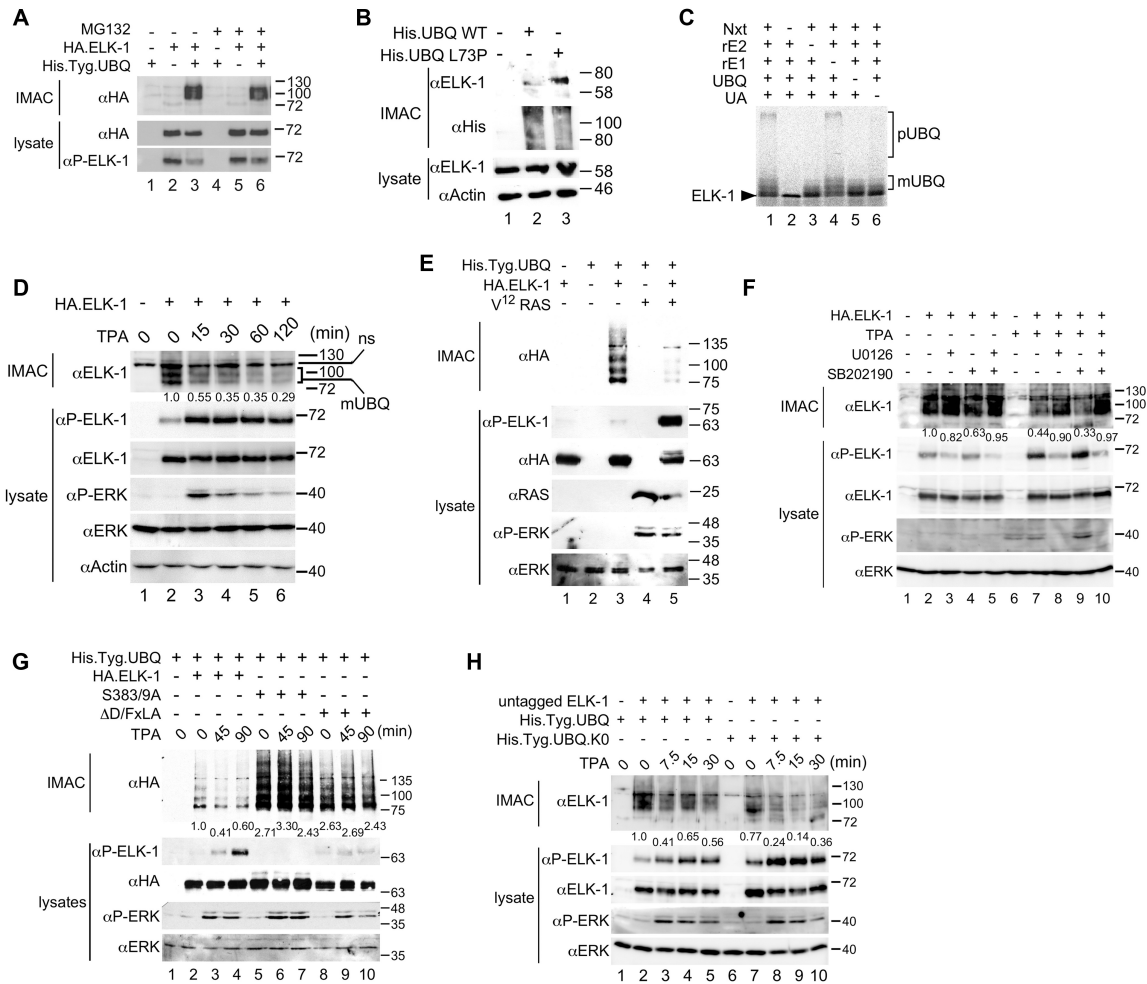 A
MG132 - - - + + +
HA.ELK-1 - + + - + +
His.Tyg.UBQ + - + + - +
IMAC αHA 130 100 72
lysate αHA 72
αP-ELK-1 72
1 2 3 4 5 6
B
His.UBQ WT - + -
His.UBQ L73P - - +
IMAC αELK-1 80 58
αHis 100 80
lysate αELK-1 58
αActin 46
1 2 3
C
Nxt + - + + + +
rE2 + + - + + +
rE1 + + + - + +
UBQ + + + + - +
UA + + + + + -
pUBQ
mUBQ
ELK-1
1 2 3 4 5 6
D
HA.ELK-1 - + + + + +
TPA 0 0 15 30 60 120 (min)
ns
IMAC αELK-1 130 100 72
mUBQ
1.0 0.55 0.35 0.35 0.29
αP-ELK-1 72
αELK-1 72
lysate αP-ERK 40
αERK 40
αActin 40
1 2 3 4 5 6
E
His.Tyg.UBQ - + + + +
HA.ELK-1 + - + - +
V12 RAS - - - + +
IMAC αHA 135 100 75
αP-ELK-1 75 63
αHA 63
lysate αRAS 25
αP-ERK 48 35
αERK 48 35
1 2 3 4 5
F
HA.ELK-1 - + + + + - + + + +
TPA - - - - - + + + + +
U0126 - - + - + - - + - +
SB202190 - - - + + - - - + +
IMAC αELK-1 130 100 72
1.0 0.82 0.63 0.95 0.44 0.90 0.33 0.97
αP-ELK-1 72
αELK-1 72
lysate
αP-ERK 40
αERK 40
1 2 3 4 5 6 7 8 9 10
G
His.Tyg.UBQ + + + + + + + + + +
HA.ELK-1 - + + + - - - - - -
S383/9A - - - - + + + - - -
ΔD/FxLA - - - - - - - + + +
TPA 0 0 45 90 0 45 90 0 45 90 (min)
IMAC αHA 135 100 75
1.0 0.41 0.60 2.71 3.30 2.43 2.63 2.69 2.43
αP-ELK-1 63
αHA 63
lysates
αP-ERK 48 35
αERK 35
1 2 3 4 5 6 7 8 9 10
H
untagged ELK-1 - + + + + - + + + +
His.Tyg.UBQ + + + + + - - - - -
His.Tyg.UBQ.K0 - - - - - + + + + +
TPA 0 0 7.5 15 30 0 0 7.5 15 30 (min)
IMAC αELK-1 130 100 72
1.0 0.41 0.65 0.56 0.77 0.24 0.14 0.36
αP-ELK-1 72
αELK-1 72
lysate
αP-ERK 40
αERK 40
1 2 3 4 5 6 7 8 9 10